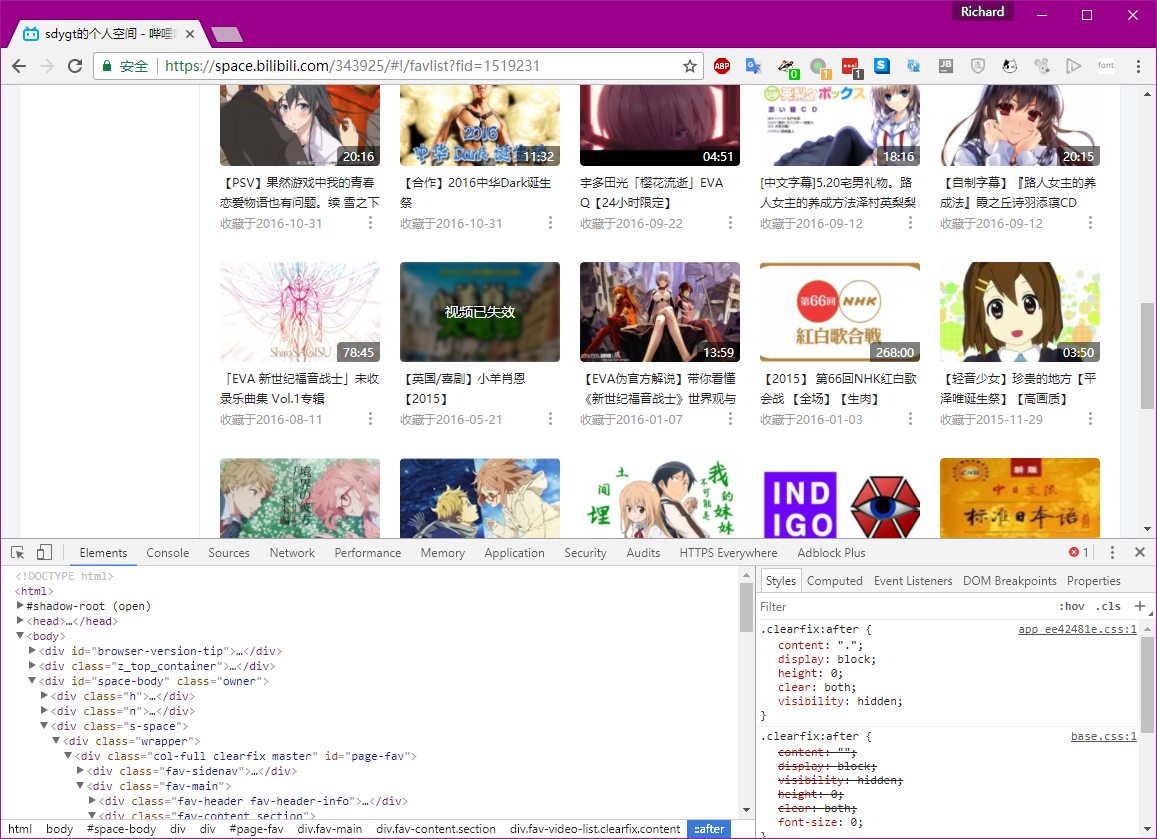 Richard
sdygt的个人空间 - 哔哩
安全 https://space.bilibili.com/343925/#!/favlist?fid=1519231
20:16
2016
中华Dark诞生祭
11:32
04:51
ボックス
添い寝CD
18:16
20:15
【PSV】果然游戏中我的青春
恋爱物语也有问题。续 雪之下
收藏于2016-10-31
【合作】2016中华Dark诞生
祭
收藏于2016-10-31
宇多田光「樱花流逝」EVA
Q【24小时限定】
收藏于2016-09-22
[中文字幕]5.20宅男礼物。路
人女主的养成方法泽村英梨梨
收藏于2016-09-12
【自制字幕】『路人女主的养
成法』霞之丘诗羽添寝CD
收藏于2016-09-12
Shiro SAGISU
78:45
视频已失效
13:59
第66回 NHK
紅白歌合戦
268:00
03:50
「EVA 新世纪福音战士」未收
录乐曲集 Vol.1专辑
收藏于2016-08-11
【英国/喜剧】小羊肖恩
【2015】
收藏于2016-05-21
【EVA伪官方解说】带你看懂
《新世纪福音战士》世界观与
收藏于2016-01-07
【2015】 第66回NHK红白歌
会战 【全场】【生肉】
收藏于2016-01-03
【轻音少女】珍贵的地方【平
泽唯诞生祭】【高画质】
收藏于2015-11-29
境界の彼方
未来編
土间埋
我的妹妹不可能是
INDIGO
新版
中日交流
标准日本语
Elements Console Sources Network Performance Memory Application Security Audits HTTPS Everywhere Adblock Plus 1
<!DOCTYPE html>
<html>
#shadow-root (open)
<head>…</head>
<body>
<div id="browser-version-tip">…</div>
<div class="z_top_container">…</div>
<div id="space-body" class="owner">
<div class="h">…</div>
<div class="n">…</div>
<div class="s-space">
<div class="wrapper">
<div class="col-full clearfix master" id="page-fav">
<div class="fav-sidenav">…</div>
<div class="fav-main">
<div class="fav-header fav-header-info">…</div>
<div class="fav-content section">
html body #space-body div div #page-fav div.fav-main div.fav-content.section div.fav-video-list.clearfix.content ::after
Styles Computed Event Listeners DOM Breakpoints Properties
Filter :hov .cls +
.clearfix:after { app_ee42481e.css:1
content: ".";
display: block;
height: 0;
clear: both;
visibility: hidden;
}
.clearfix:after { base.css:1
content: "";
display: block;
visibility: hidden;
height: 0;
clear: both;
font-size: 0;
}